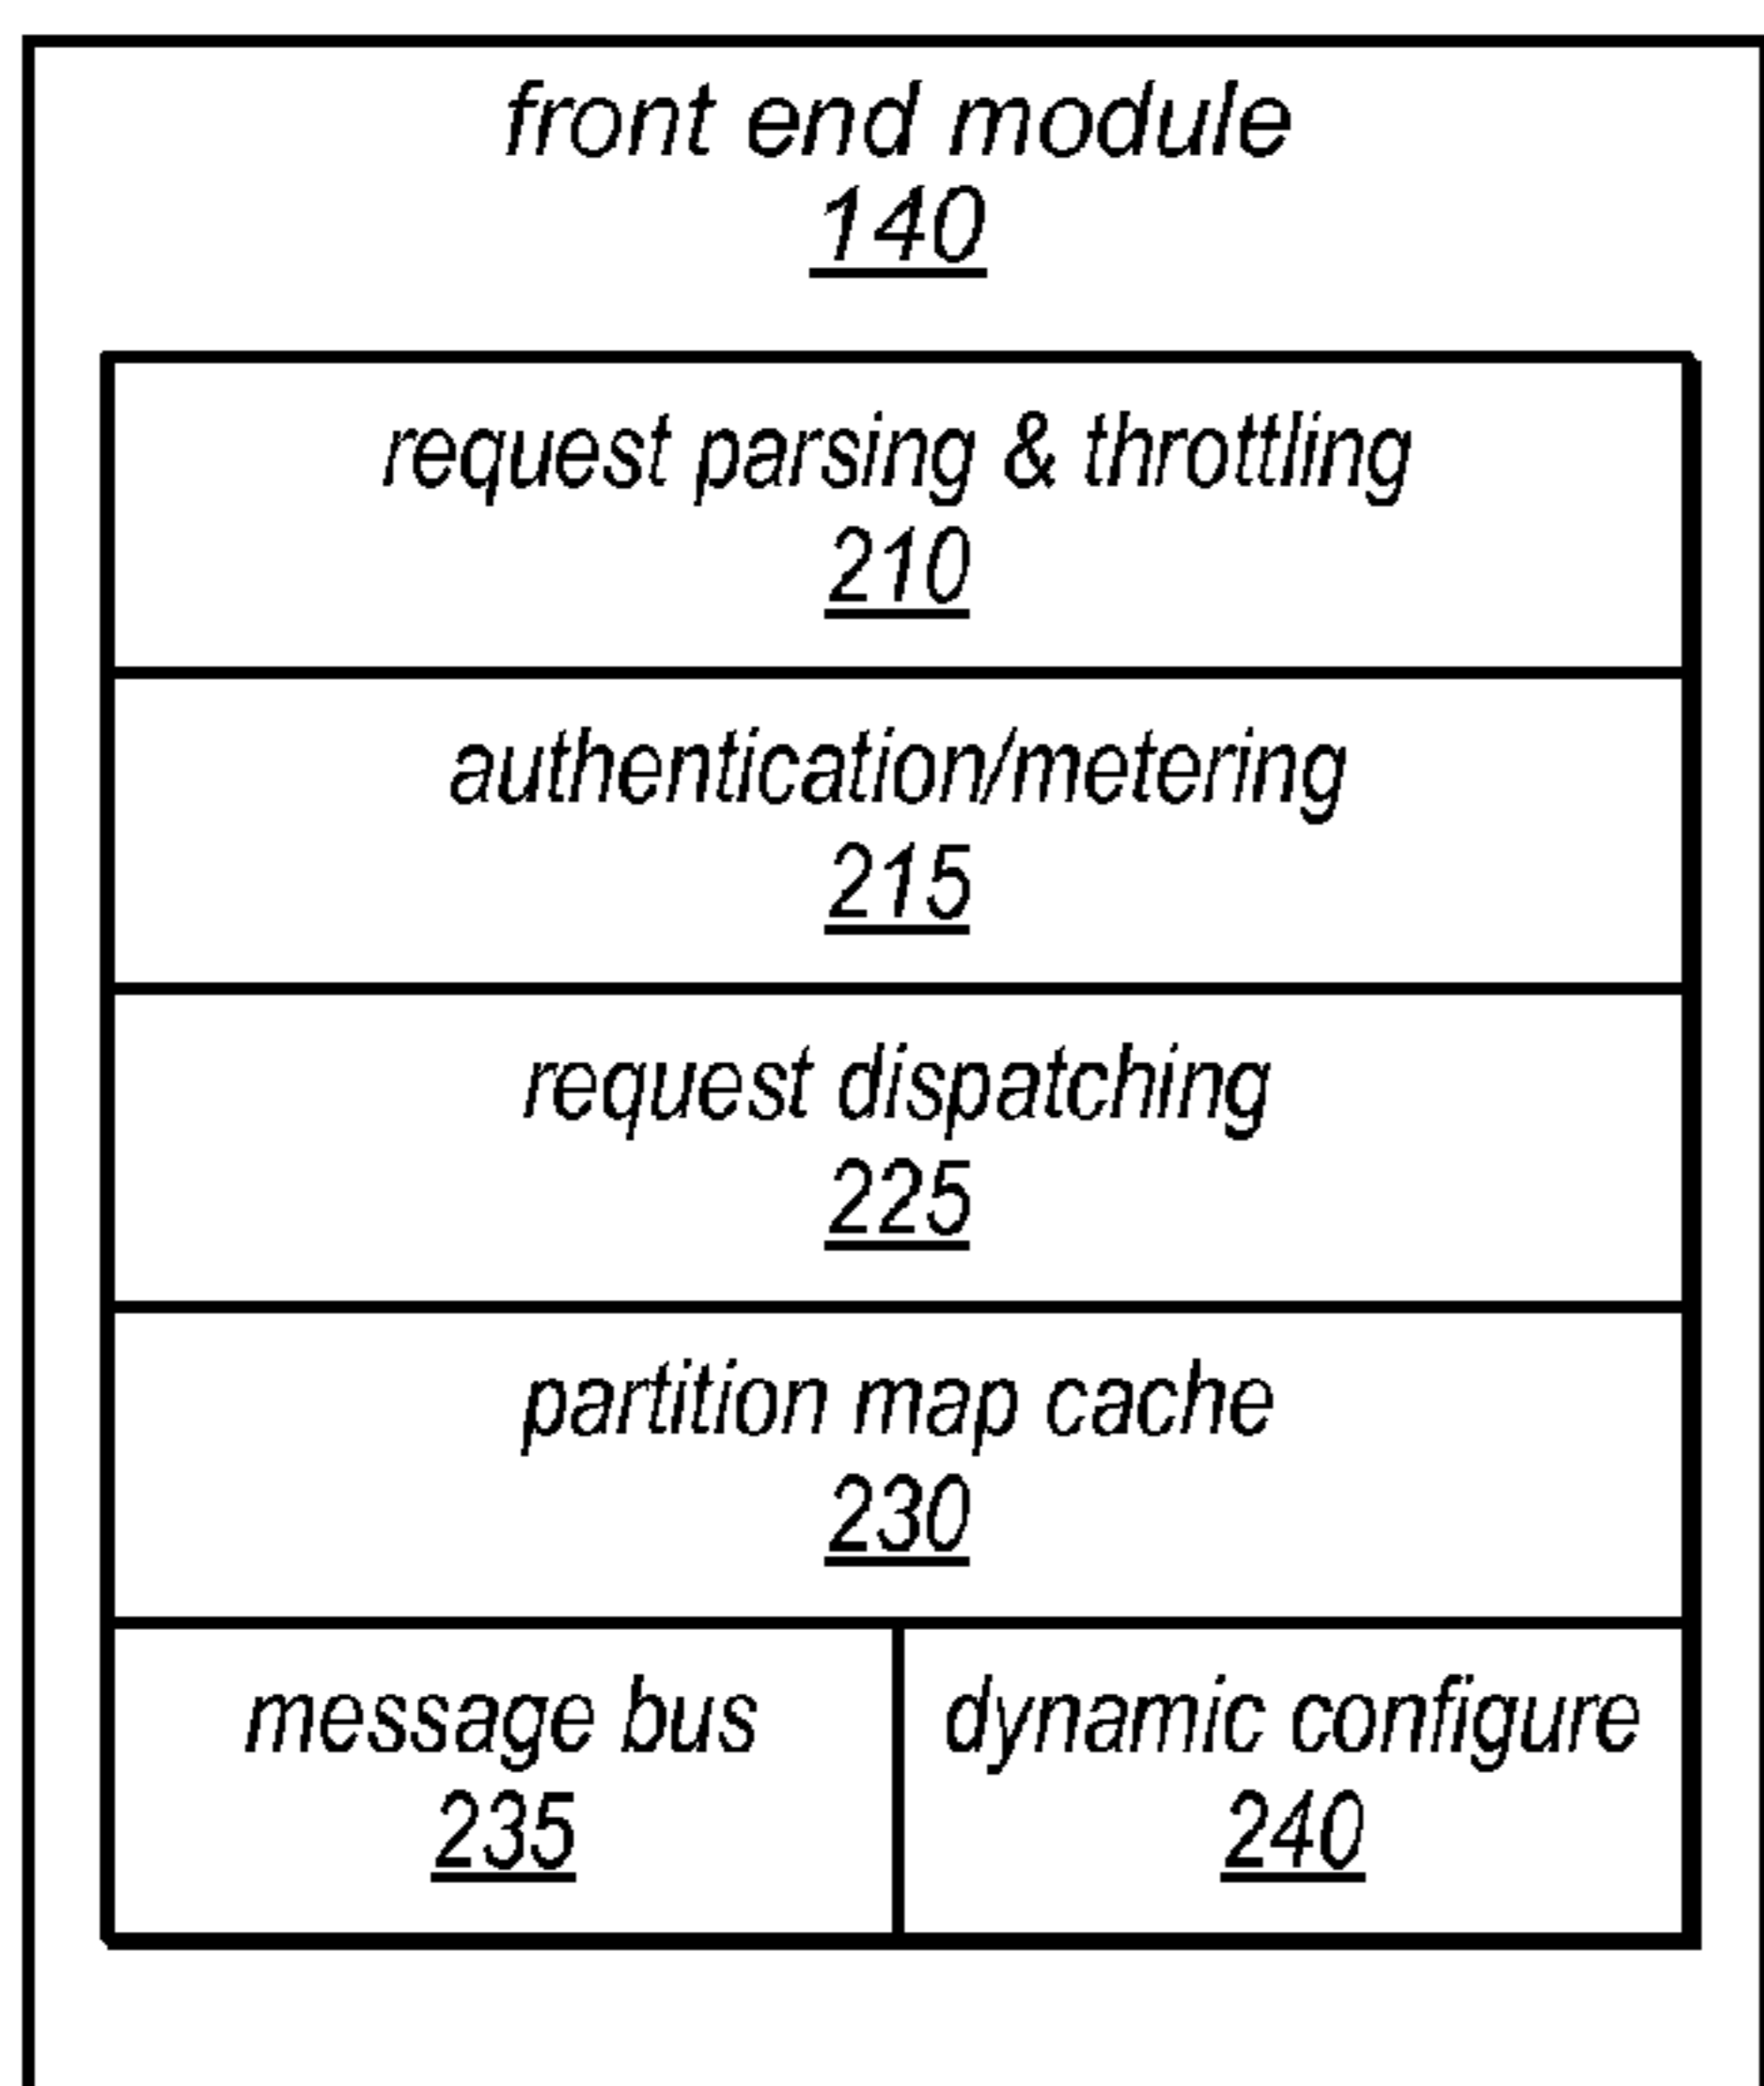 front end module
140
request parsing & throttling
210
authentication/metering
215
request dispatching
225
partition map cache
230
message bus
235
dynamic configure
240